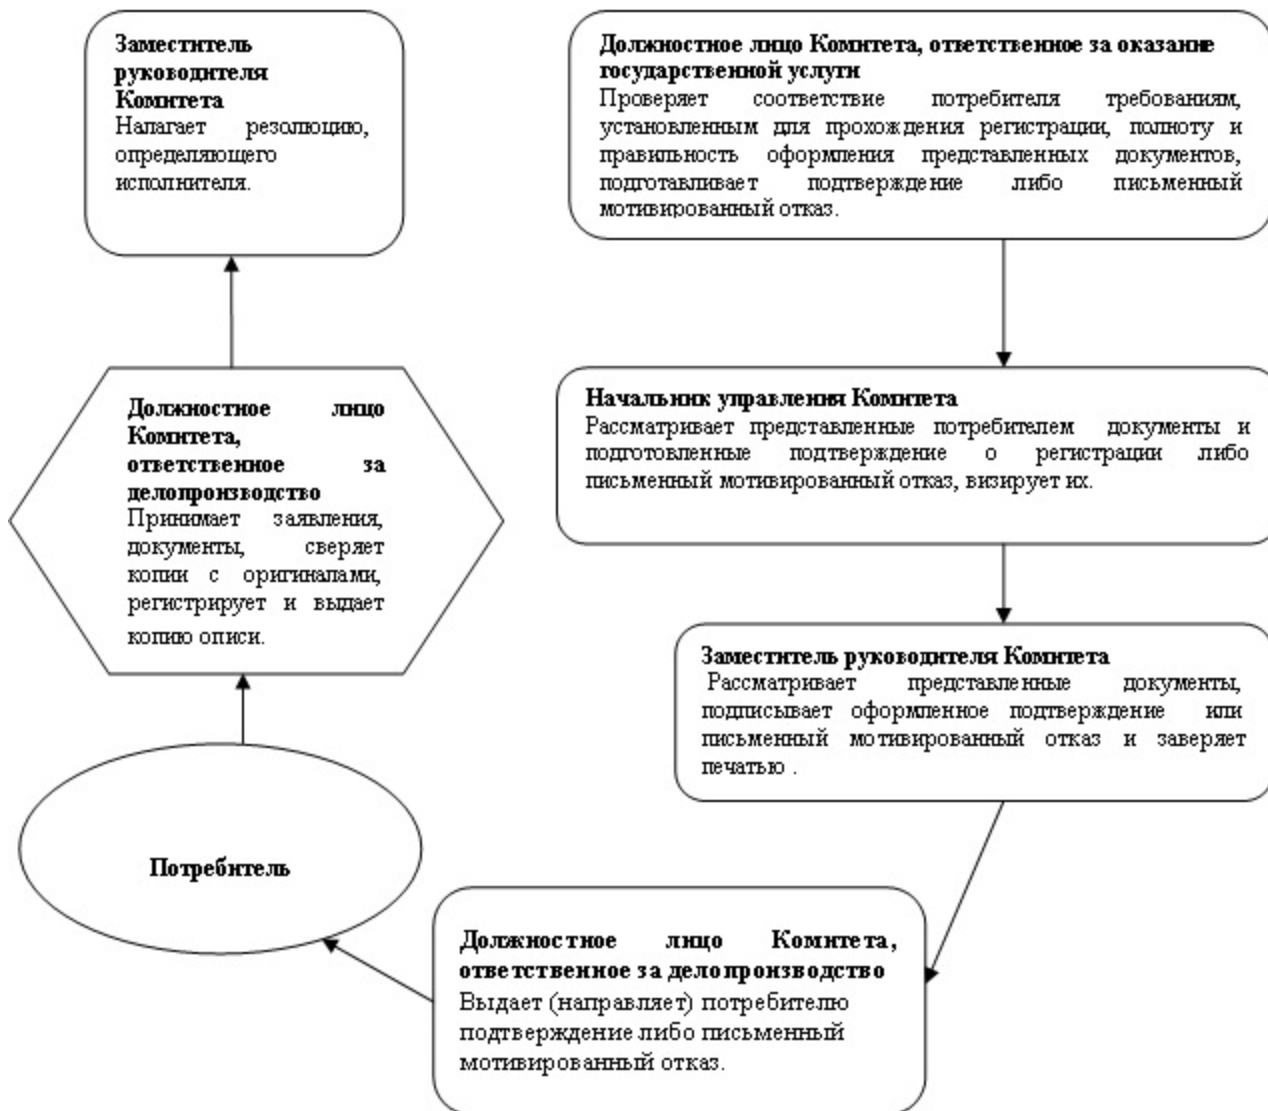 Заместитель
руководителя
Комитета
Налагает резолюцию,
определяющего
исполнителя.
Должностное лицо Комитета, ответственное за оказание
государственной услуги
Проверяет соответствие потребителя требованиям,
установленным для прохождения регистрации, полноту и
правильность оформления представленных документов,
подготавливает подтверждение либо письменный
мотивированный отказ.
Должностное лицо
Комитета,
ответственное за
делопроизводство
Принимает заявления,
документы, сверяет
копии с оригиналами,
регистрирует и выдает
копию описи.
Начальник управления Комитета
Рассматривает представленные потребителем документы и
подготовленные подтверждение о регистрации либо
письменный мотивированный отказ, визирует их.
Заместитель руководителя Комитета
Рассматривает представленные документы,
подписывает оформленное подтверждение или
письменный мотивированный отказ и заверяет
печатью .
Потребитель
Должностное лицо Комитета,
ответственное за делопроизводство
Выдает (направляет) потребителю
подтверждение либо письменный
мотивированный отказ.